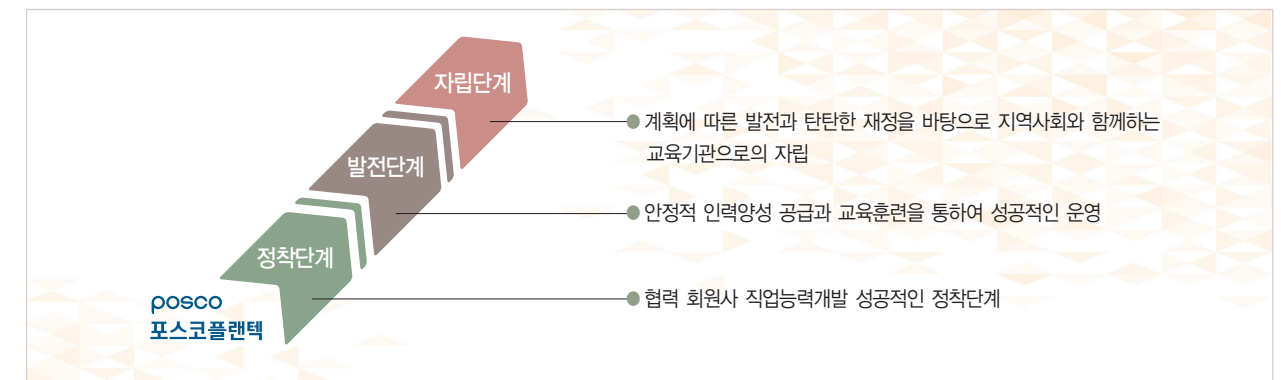 자립단계
계획에 따른 발전과 탄탄한 재정을 바탕으로 지역사회와 함께하는
교육기관으로의 자립
발전단계
안정적 인력양성 공급과 교육훈련을 통하여 성공적인 운영
정착단계
협력 회원사 직업능력개발 성공적인 정착단계
posco
포스코플랜텍